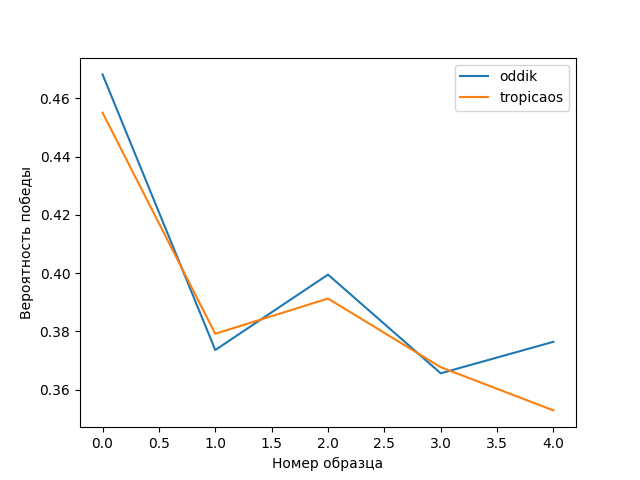 oddik
tropicaos
0.46
0.44
0.42
0.40
0.38
0.36
Вероятность победы
0.0 0.5 1.0 1.5 2.0 2.5 3.0 3.5 4.0
Номер образца